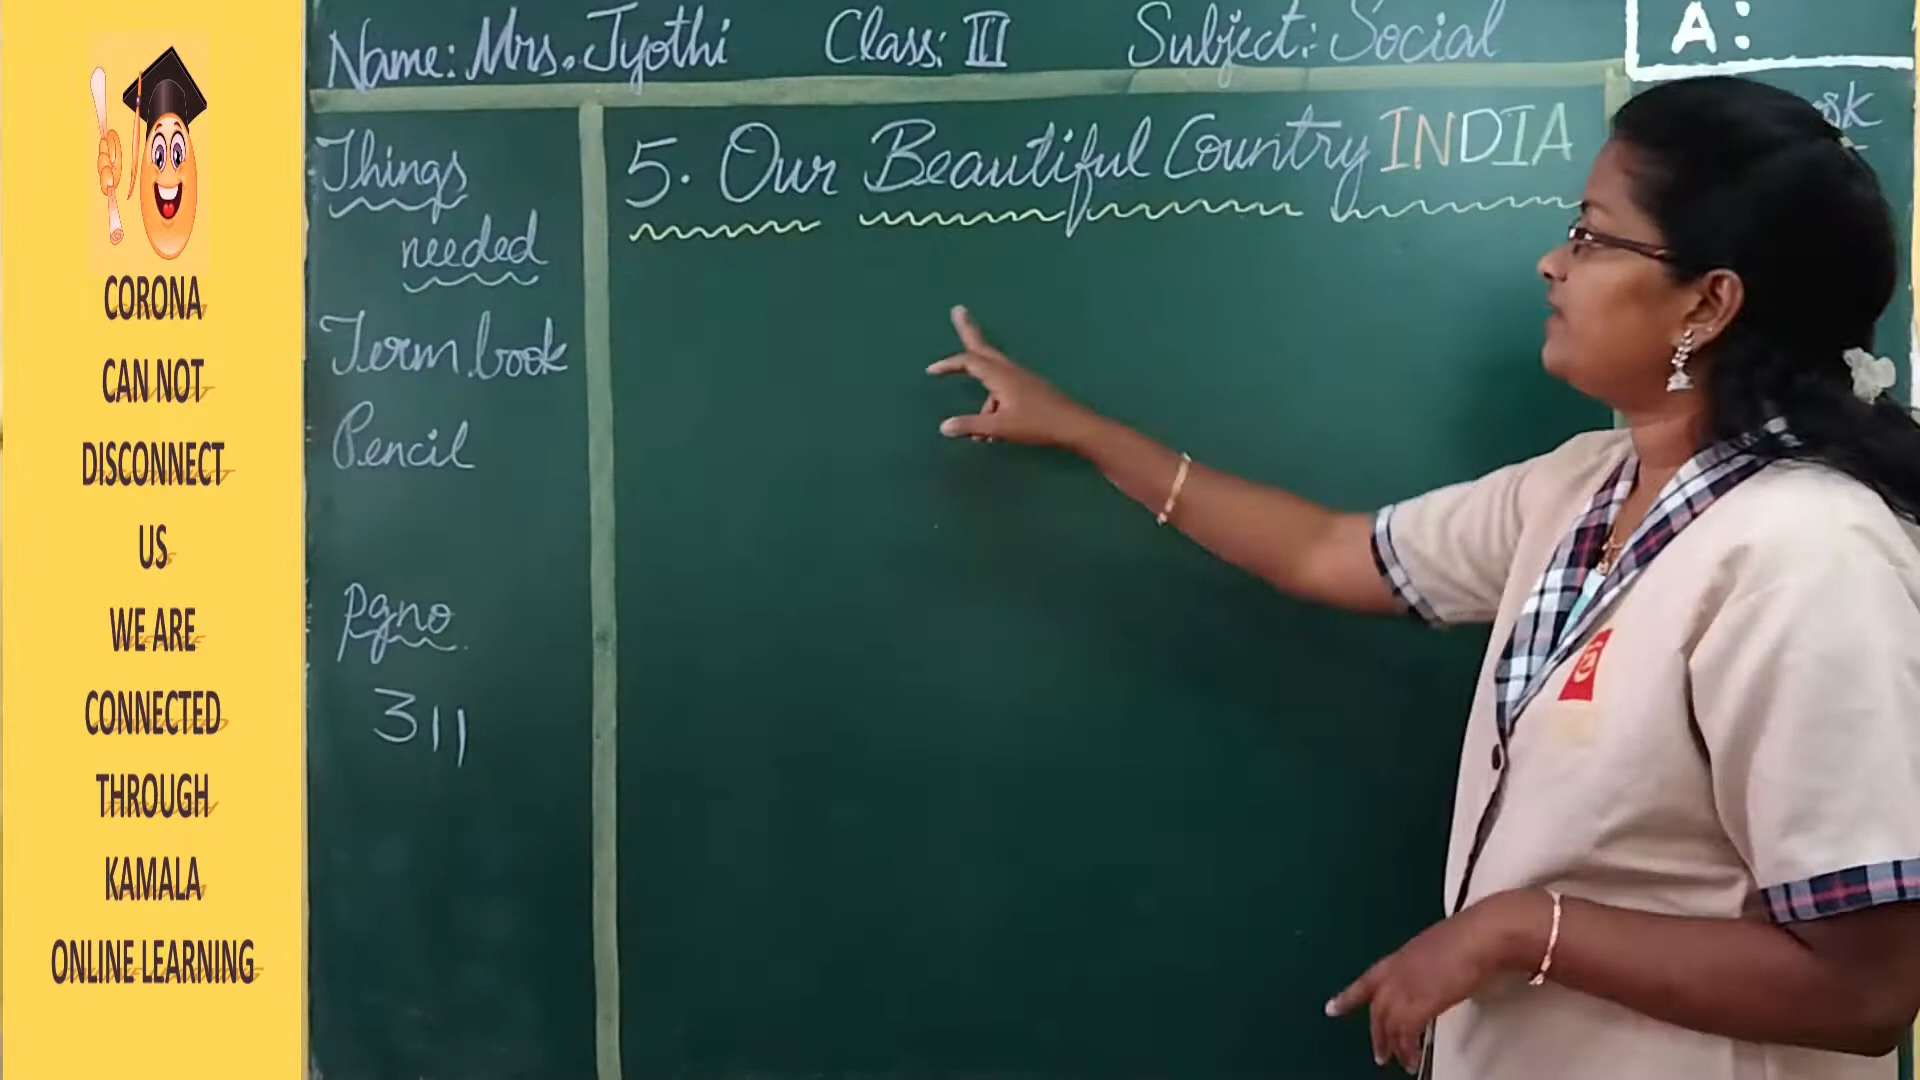 CORONA
CAN NOT
DISCONNECT
US
WE ARE
CONNECTED
THROUGH
KAMALA
ONLINE LEARNING
Name: Mrs. Jyothi Class: III Subject: Social
A:
Things
needed
Term book
Pencil
pgno
311
5. Our Beautiful Country INDIA